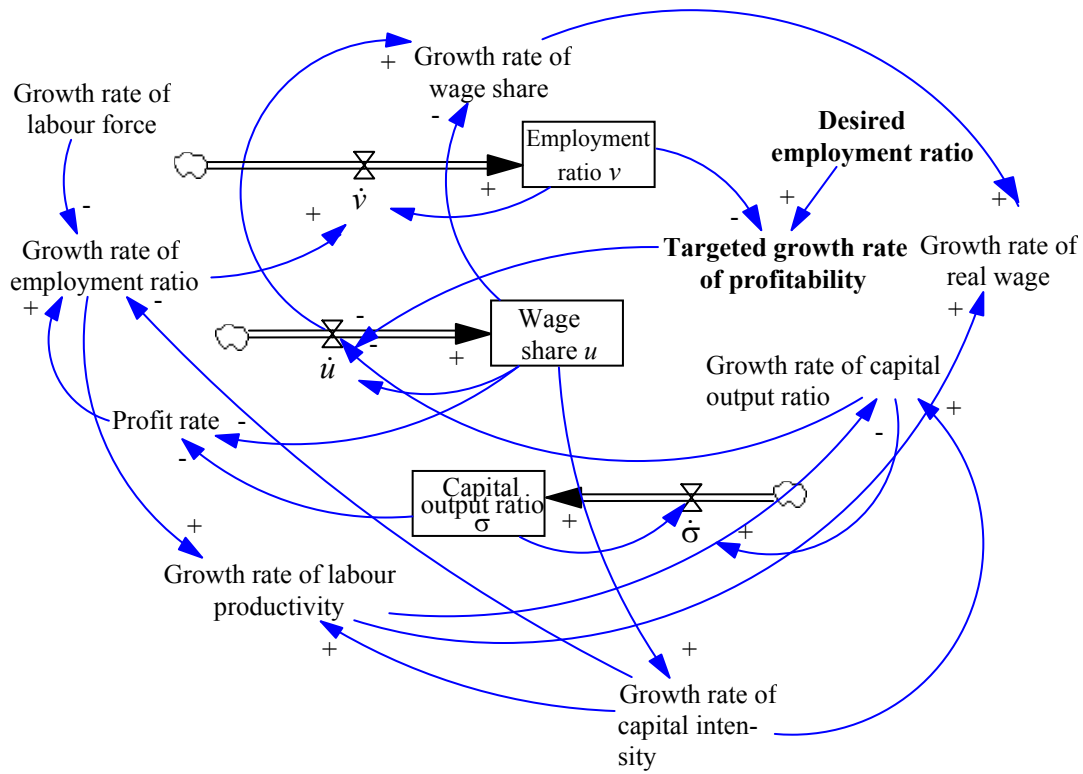 Growth rate of
wage share
+
-
Growth rate of
labour force
-
Employment
ratio v
+
v̇
+
Desired
employment ratio
+
-
Targeted growth rate
of profitability
+
Growth rate of
real wage
+
Growth rate of
employment ratio
+
-
-
-
Wage
share u
+
u̇
Growth rate of capital
output ratio
+
-
Profit rate
-
-
Capital
output ratio
σ
+
σ̇
+
+
Growth rate of labour
productivity
+
+
Growth rate of
capital inten-
sity